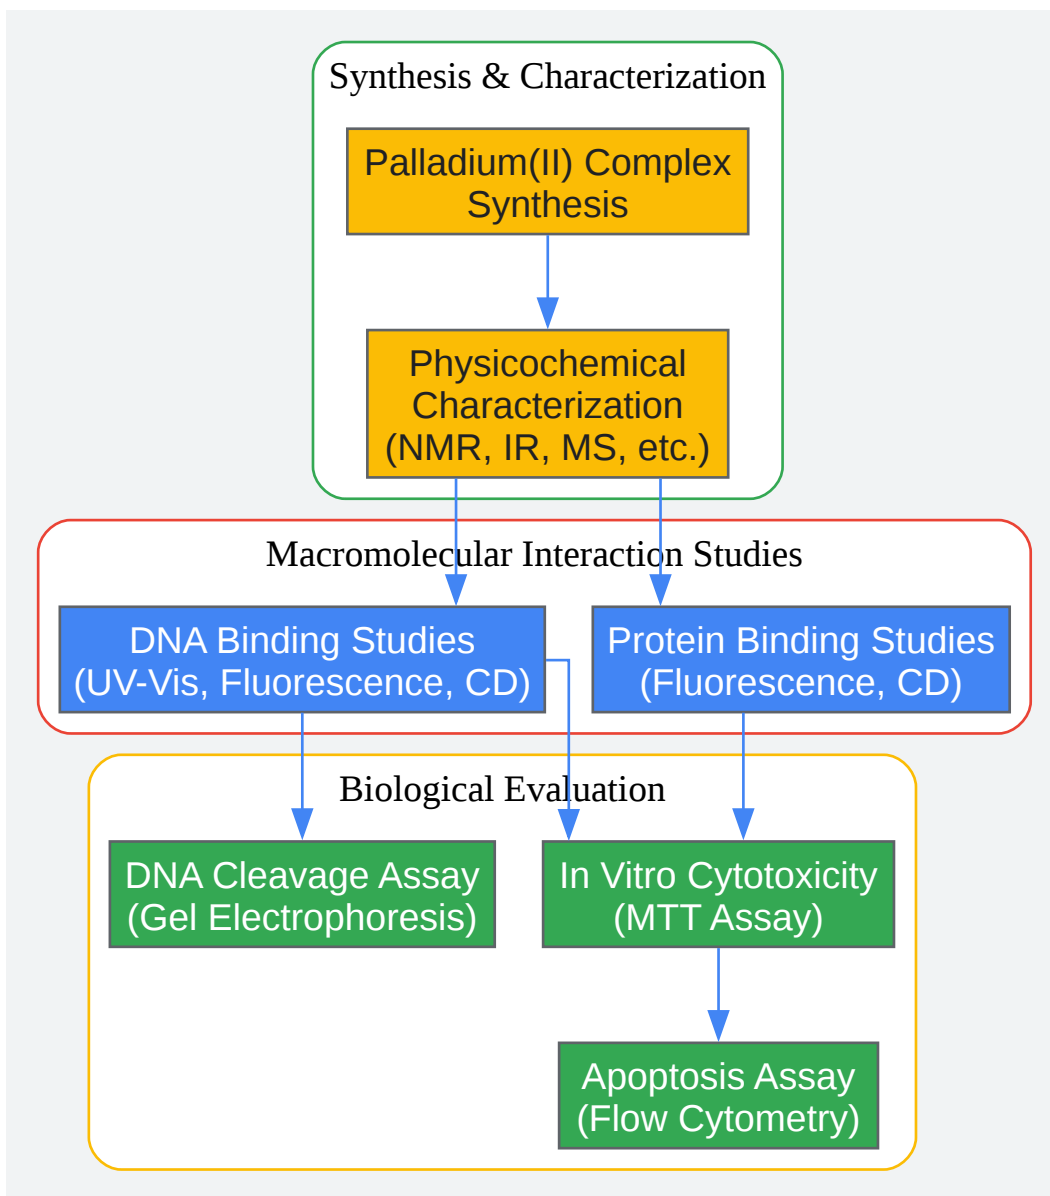 Synthesis & Characterization
Palladium(II) Complex
Synthesis
Physicochemical
Characterization
(NMR, IR, MS, etc.)
Macromolecular Interaction Studies
DNA Binding Studies
(UV-Vis, Fluorescence, CD)
Protein Binding Studies
(Fluorescence, CD)
Biological Evaluation
DNA Cleavage Assay
(Gel Electrophoresis)
In Vitro Cytotoxicity
(MTT Assay)
Apoptosis Assay
(Flow Cytometry)